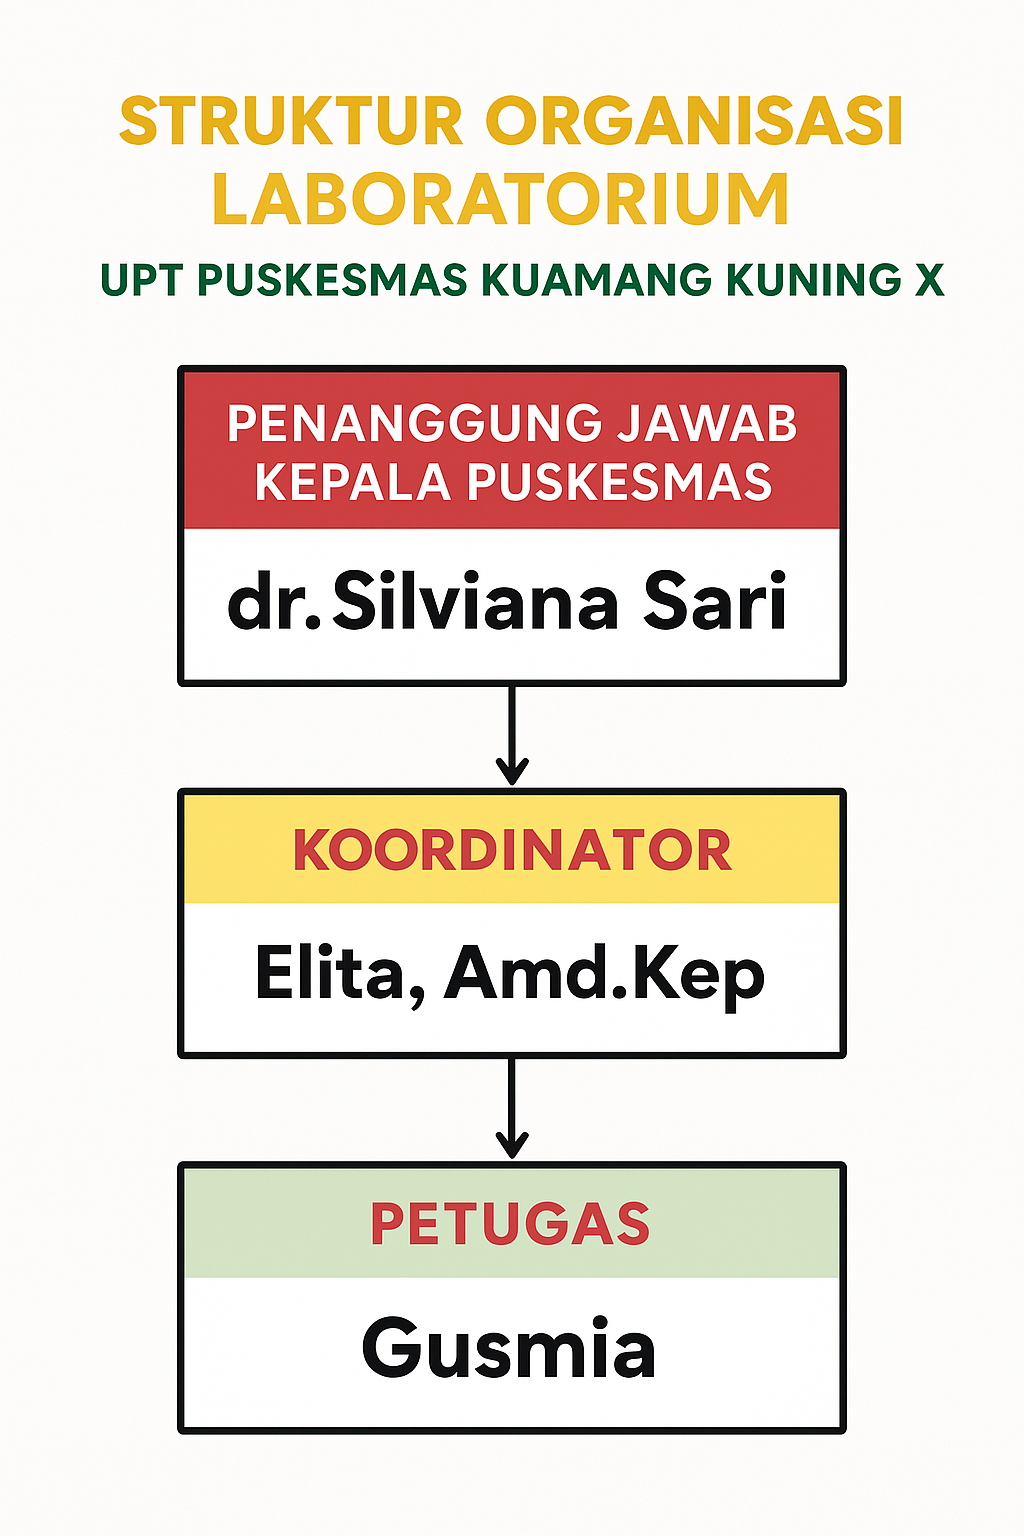 STRUKTUR ORGANISASI
LABORATORIUM
UPT PUSKESMAS KUAMANG KUNING X
PENANGGUNG JAWAB
KEPALA PUSKESMAS
dr. Silviana Sari
KOORDINATOR
Elita, Amd.Kep
PETUGAS
Gusmia